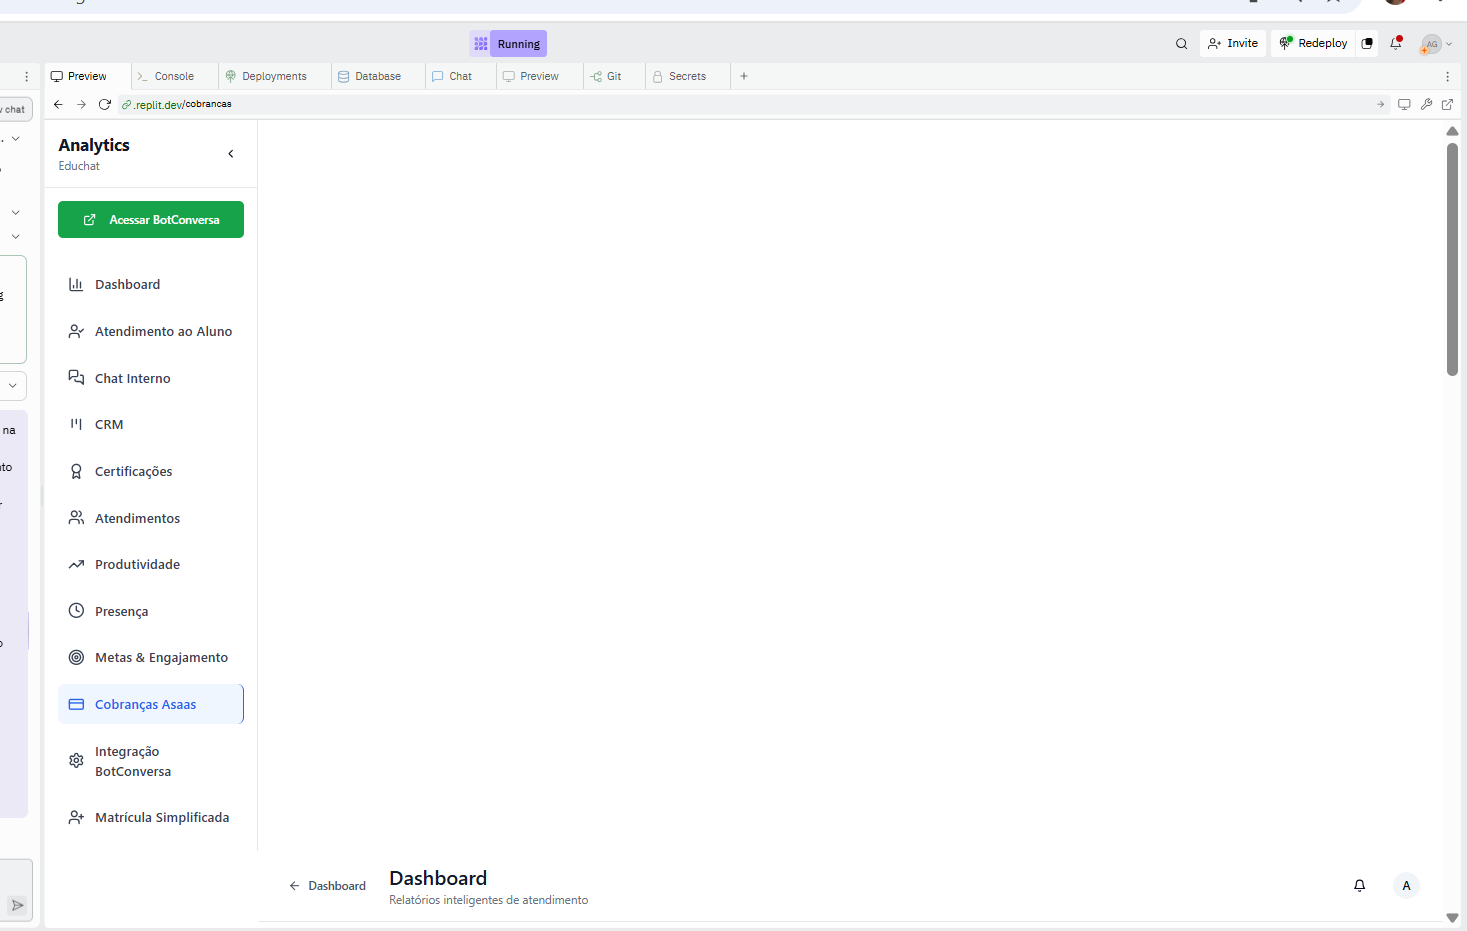 Running
Invite
Redeploy
AG
Preview
Console
Deployments
Database
Chat
Preview
Git
Secrets
.replit.dev/cobrancas
chat
na
Analytics
Educhat
Acessar BotConversa
Dashboard
Atendimento ao Aluno
Chat Interno
CRM
Certificações
Atendimentos
Produtividade
Presença
Metas & Engajamento
Cobranças Asaas
Integração
BotConversa
Matrícula Simplificada
Dashboard
Dashboard
Relatórios inteligentes de atendimento
A